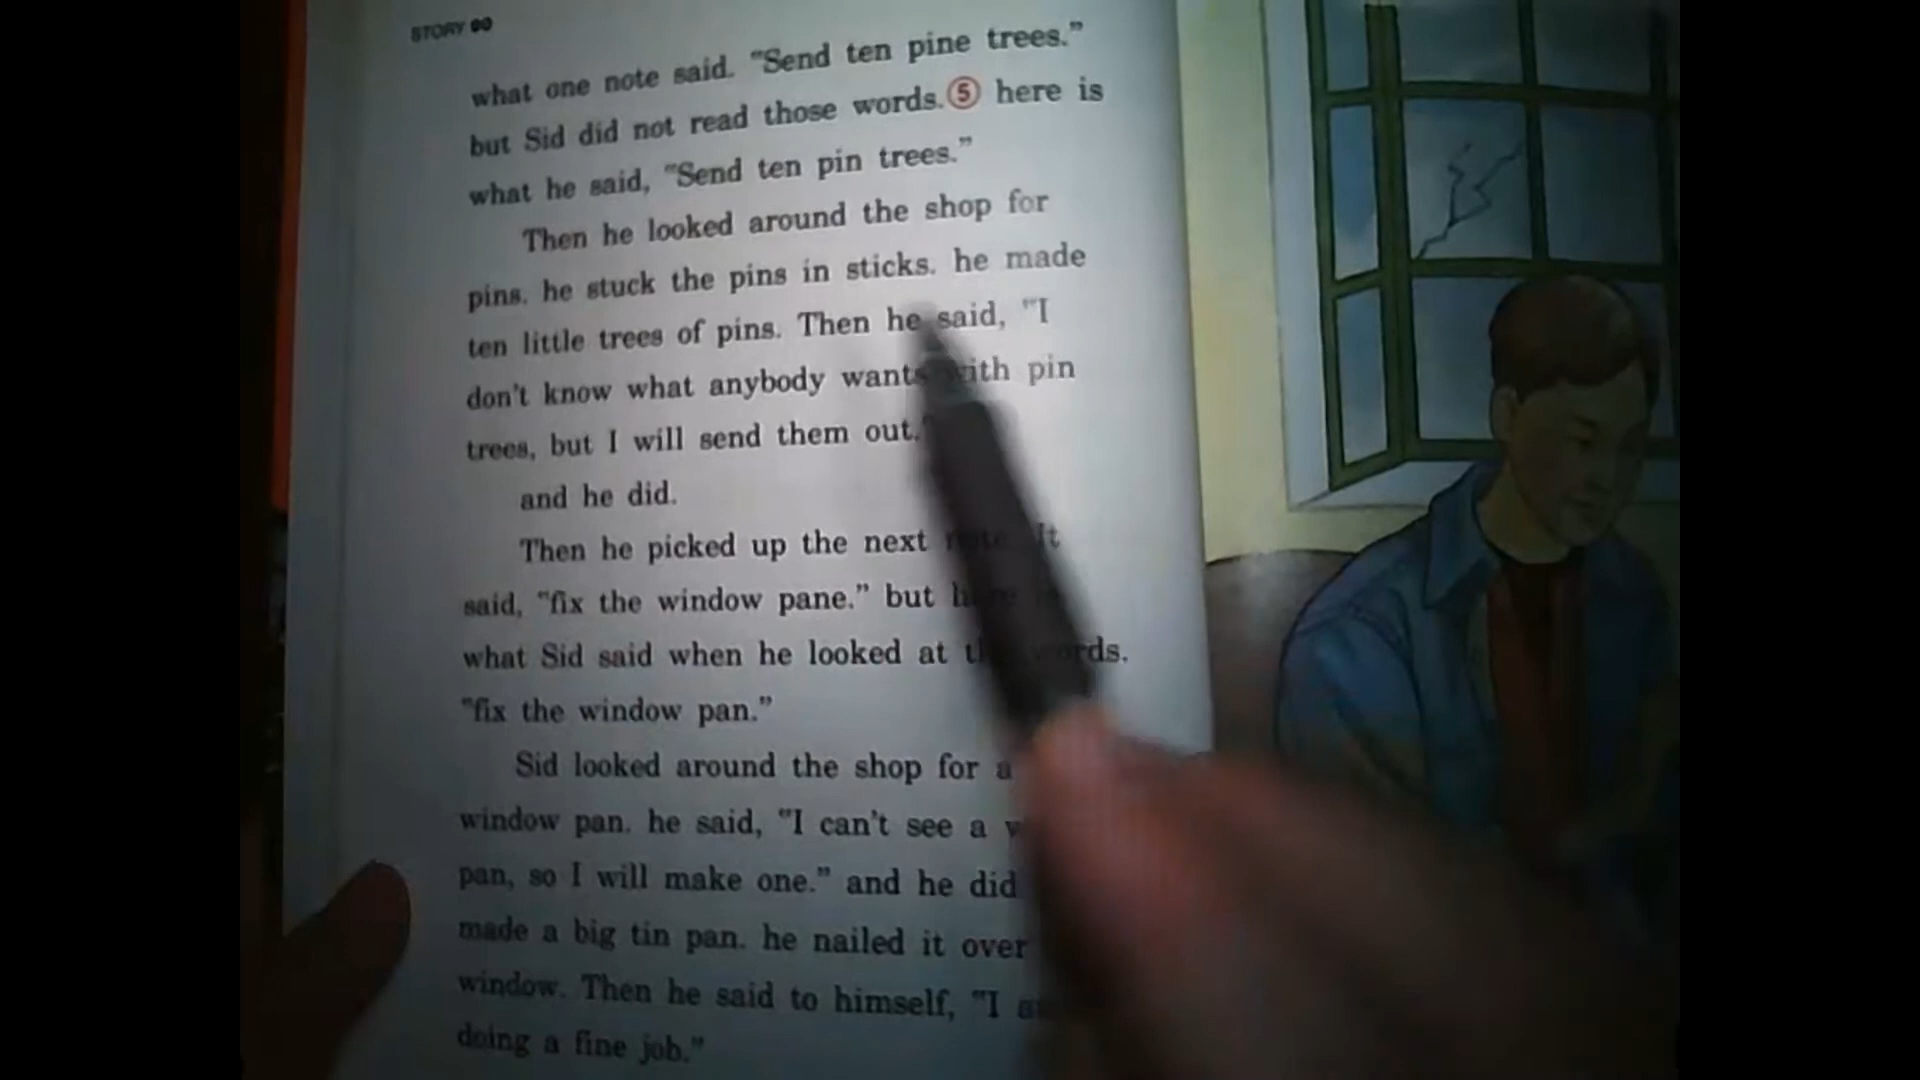 STORY
what one note said. "Send ten pine trees."
but Sid did not read those words. 5 here is
what he said, "Send ten pin trees."
Then he looked around the shop for
pins. he stuck the pins in sticks. he made
ten little trees of pins. Then he said, "I
don't know what anybody wants with pin
trees, but I will send them out."
and he did.
Then he picked up the next It
said, "fix the window pane." but
what Sid said when he looked at
"fix the window pan."
Sid looked around the shop for a
window pan. he said, "I can't see a
pan, so I will make one." and he did
made a big tin pan. he nailed it over
window. Then he said to himself, "I
doing a fine job."